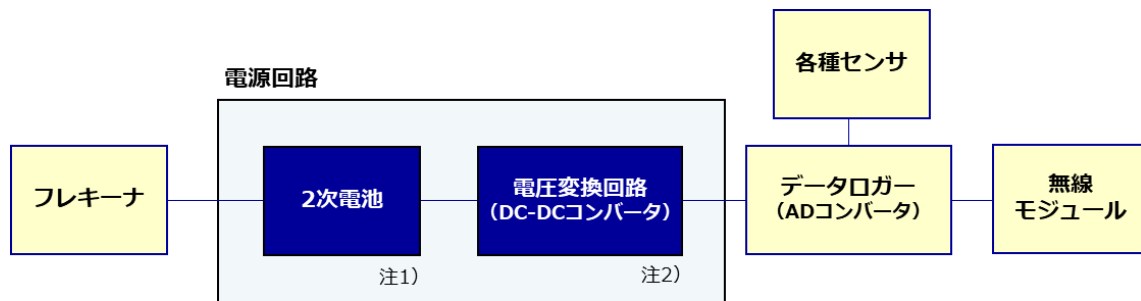 各種センサ
電源回路
フレキーナ
2次電池
電圧変換回路
(DC-DCコンバータ)
データロガー
(ADコンバータ)
無線
モジュール
注1)
注2)